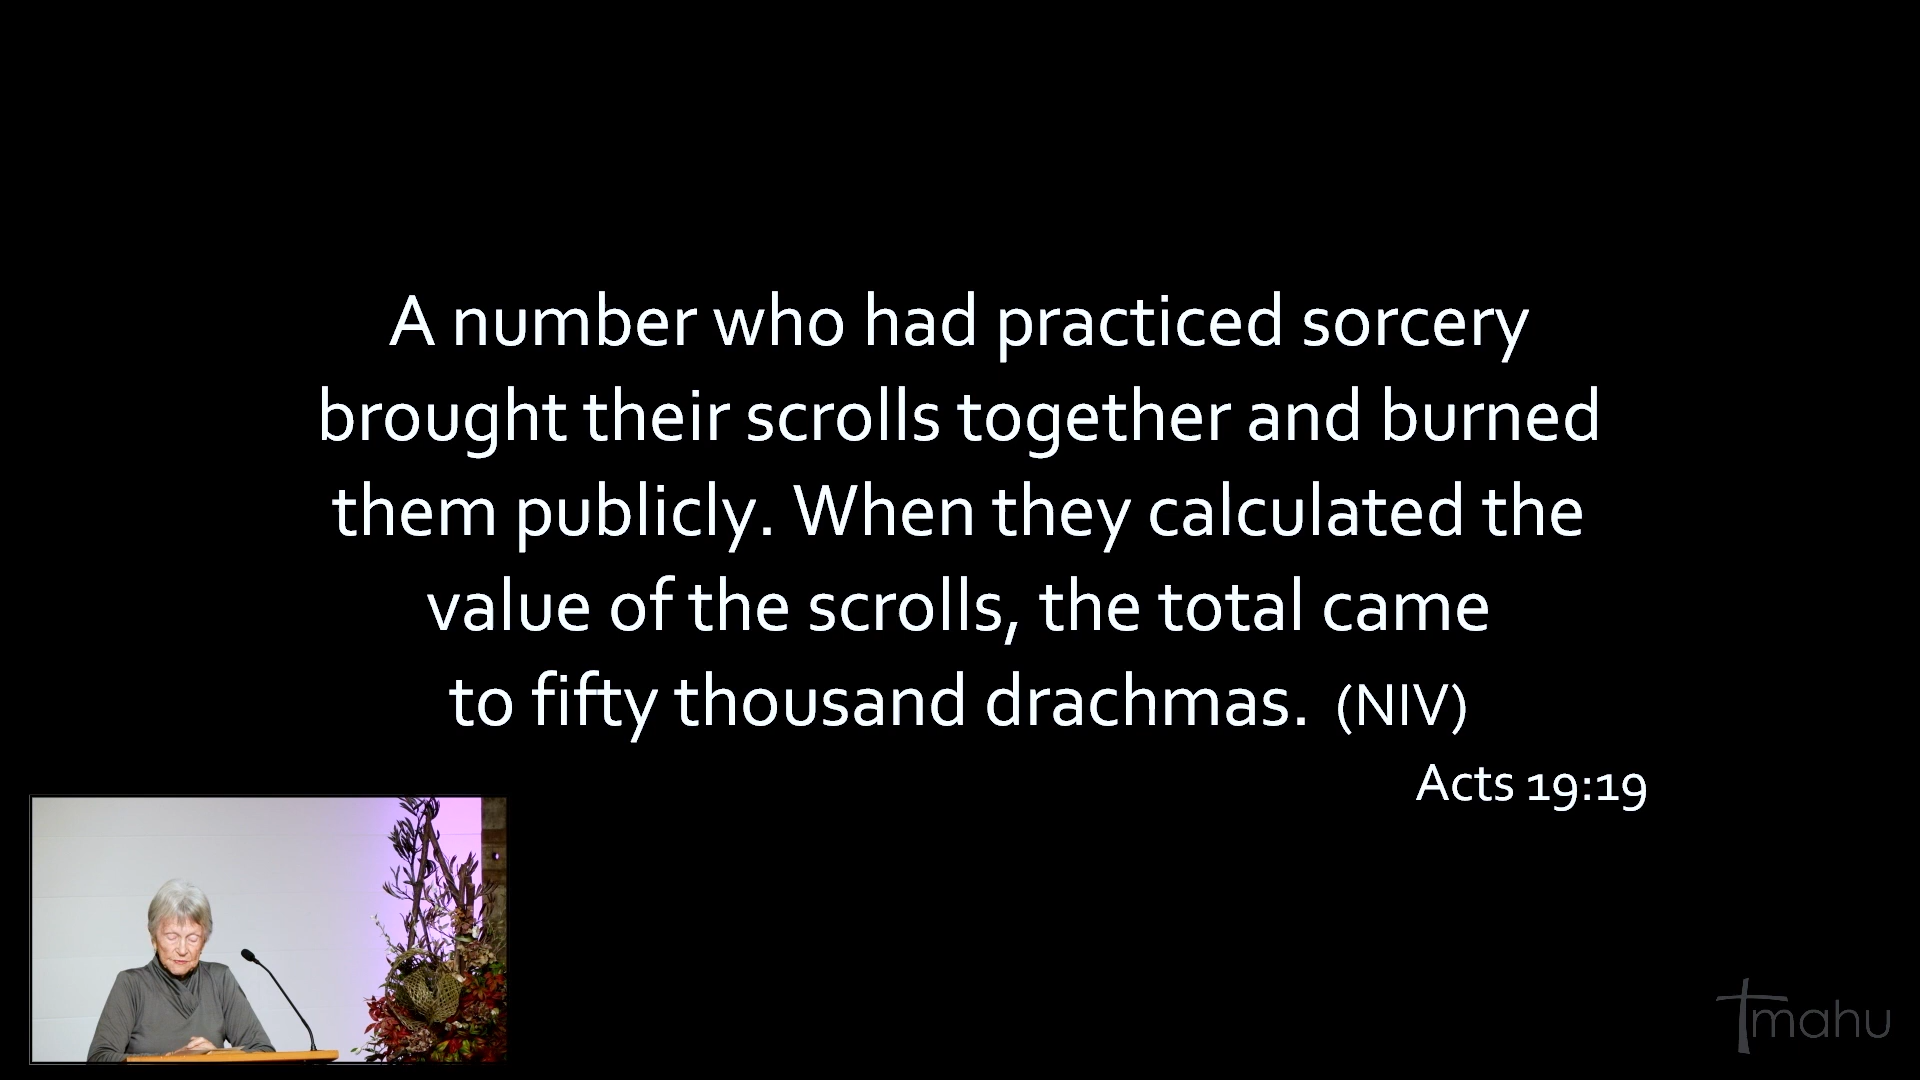 A number who had practiced sorcery
brought their scrolls together and burned
them publicly. When they calculated the
value of the scrolls, the total came
to fifty thousand drachmas. (NIV)
Acts 19:19
mahu